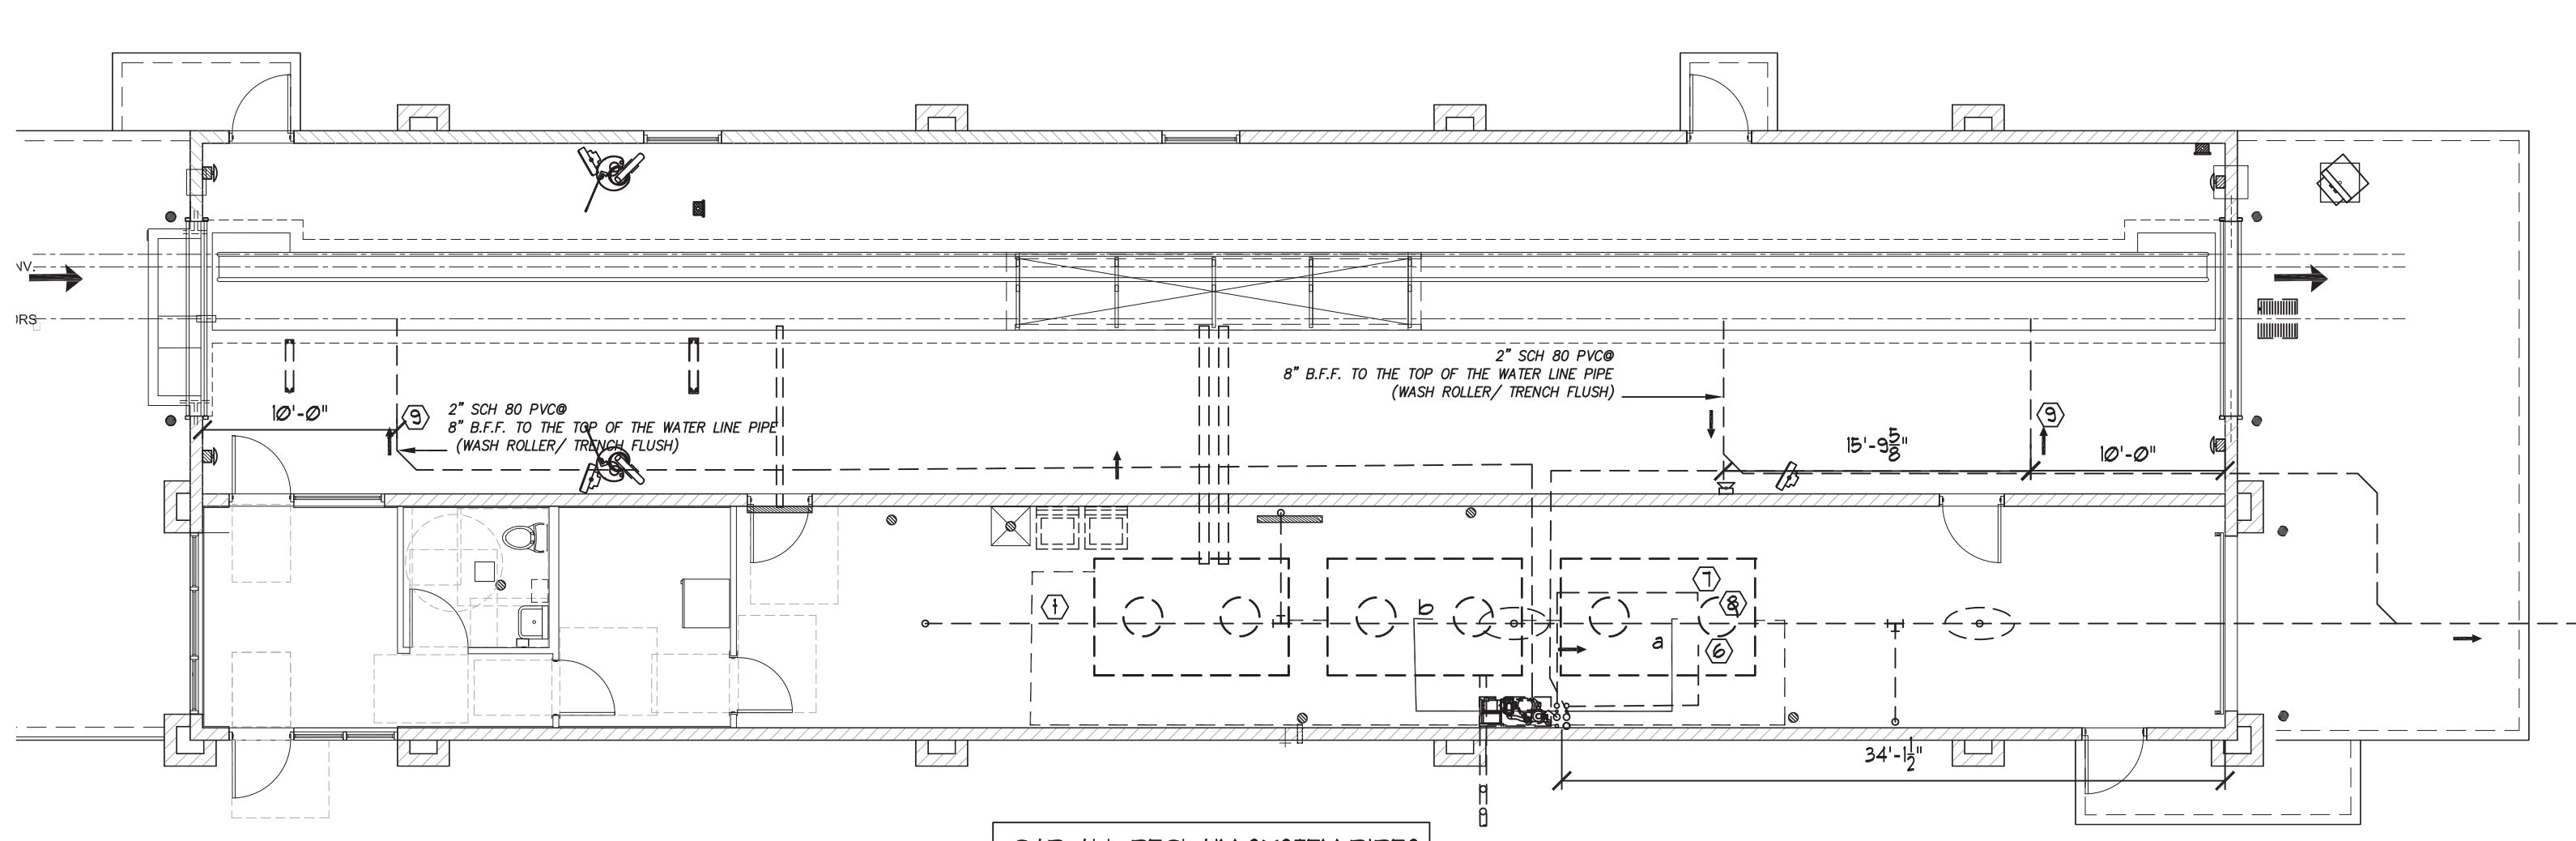 NV.
ORS
2" SCH 80 PVC@
8" B.F.F. TO THE TOP OF THE WATER LINE PIPE
(WASH ROLLER/ TRENCH FLUSH)
10'-0"
9
2" SCH 80 PVC@
8" B.F.F. TO THE TOP OF THE WATER LINE PIPE
(WASH ROLLER/ TRENCH FLUSH)
9
15'-9 5/8"
10'-0"
1
b
7
8
a
6
34'-1 1/2"